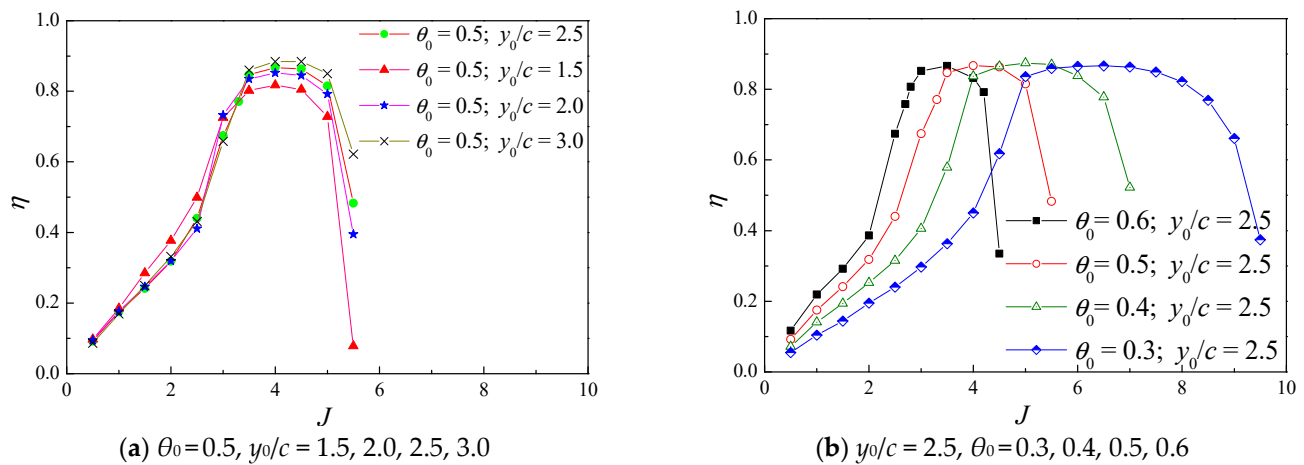 1.0
0.8
0.6
0.4
0.2
0.0
η
0 2 4 6 8 10
J
θ₀ = 0.5; y₀/c = 2.5
θ₀ = 0.5; y₀/c = 1.5
θ₀ = 0.5; y₀/c = 2.0
θ₀ = 0.5; y₀/c = 3.0
(a) θ₀ = 0.5, y₀/c = 1.5, 2.0, 2.5, 3.0
1.0
0.8
0.6
0.4
0.2
0.0
η
0 2 4 6 8 10
J
θ₀ = 0.6; y₀/c = 2.5
θ₀ = 0.5; y₀/c = 2.5
θ₀ = 0.4; y₀/c = 2.5
θ₀ = 0.3; y₀/c = 2.5
(b) y₀/c = 2.5, θ₀ = 0.3, 0.4, 0.5, 0.6